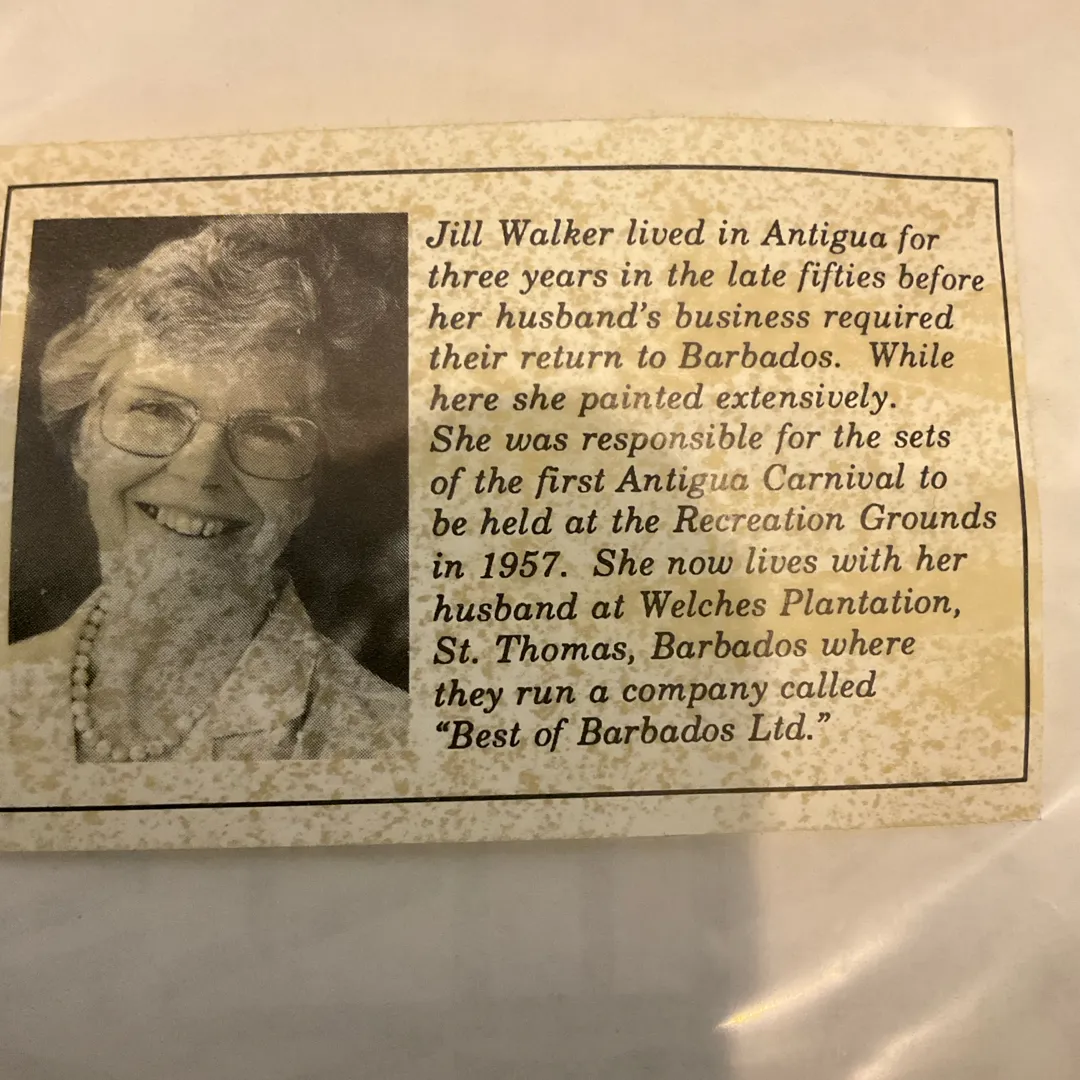 Jill Walker lived in Antigua for
three years in the late fifties before
her husband's business required
their return to Barbados. While
here she painted extensively.
She was responsible for the sets
of the first Antigua Carnival to
be held at the Recreation Grounds
in 1957. She now lives with her
husband at Welches Plantation,
St. Thomas, Barbados where
they run a company called
“Best of Barbados Ltd.”